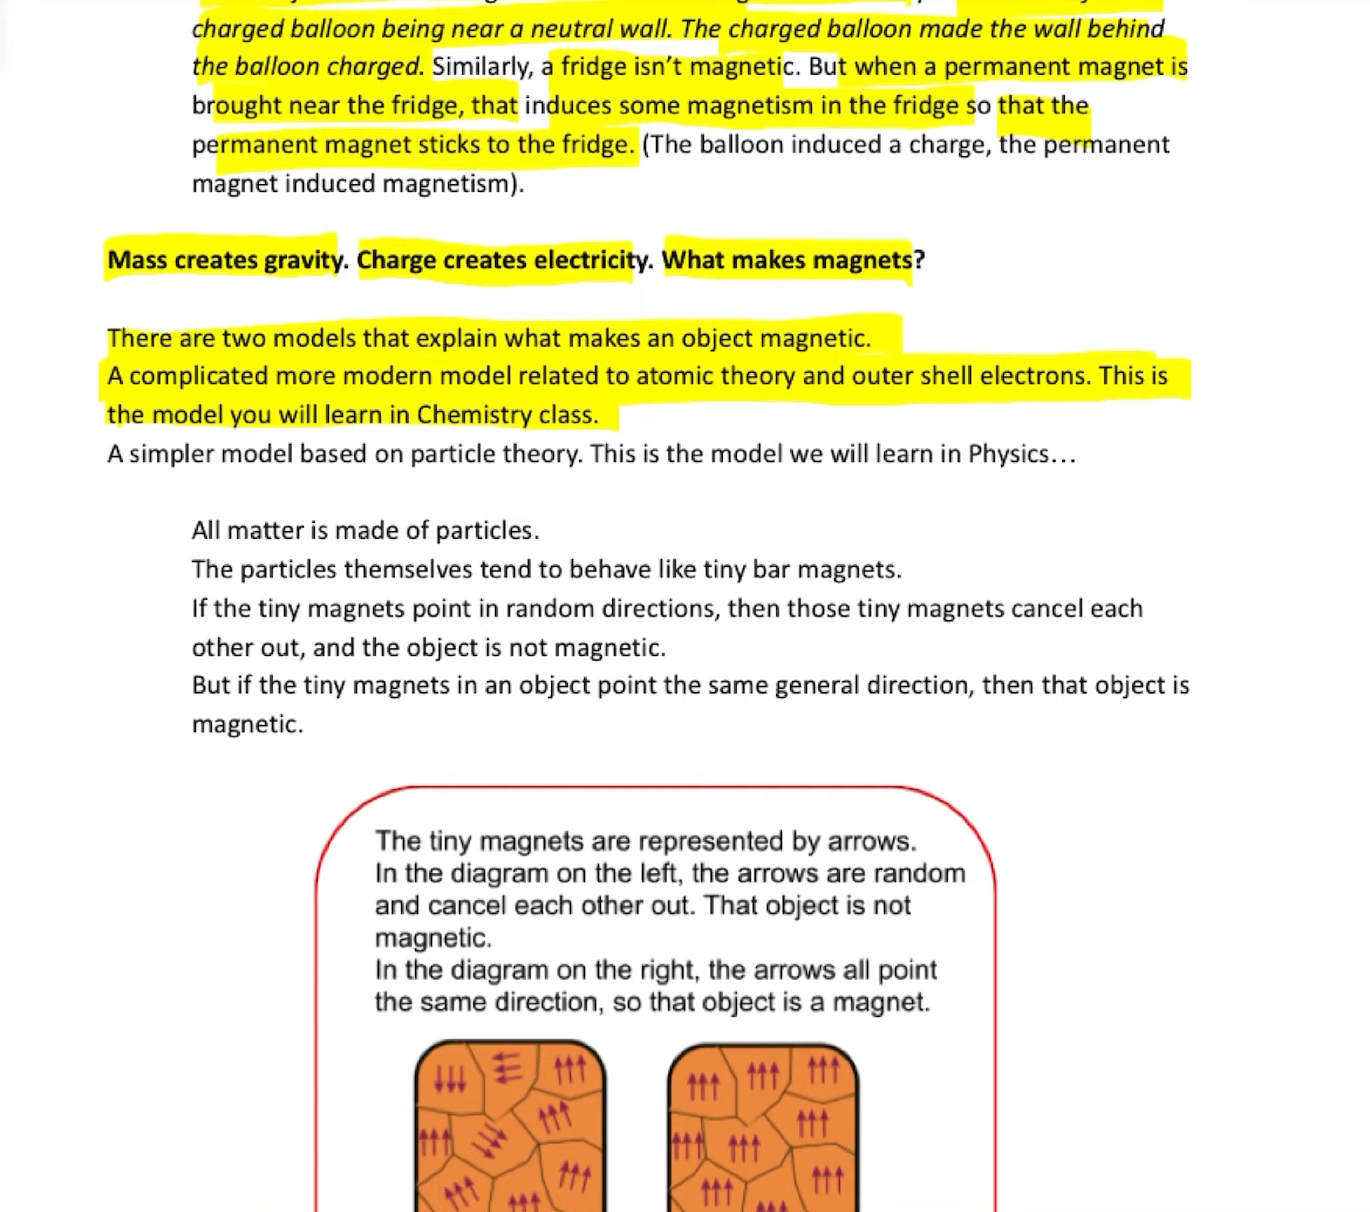 charged balloon being near a neutral wall. The charged balloon made the wall behind
the balloon charged. Similarly, a fridge isn't magnetic. But when a permanent magnet is
brought near the fridge, that induces some magnetism in the fridge so that the
permanent magnet sticks to the fridge. (The balloon induced a charge, the permanent
magnet induced magnetism).
Mass creates gravity. Charge creates electricity. What makes magnets?
There are two models that explain what makes an object magnetic.
A complicated more modern model related to atomic theory and outer shell electrons. This is
the model you will learn in Chemistry class.
A simpler model based on particle theory. This is the model we will learn in Physics...
All matter is made of particles.
The particles themselves tend to behave like tiny bar magnets.
If the tiny magnets point in random directions, then those tiny magnets cancel each
other out, and the object is not magnetic.
But if the tiny magnets in an object point the same general direction, then that object is
magnetic.
The tiny magnets are represented by arrows.
In the diagram on the left, the arrows are random
and cancel each other out. That object is not
magnetic.
In the diagram on the right, the arrows all point
the same direction, so that object is a magnet.